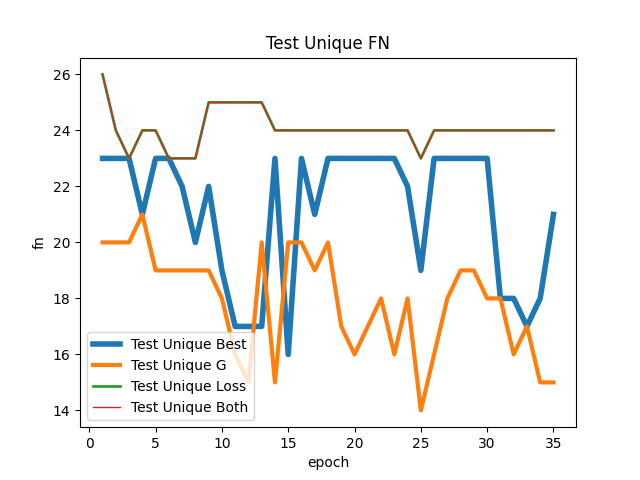 Test Unique FN
fn
26
24
22
20
18
16
14
Test Unique Best
Test Unique G
Test Unique Loss
Test Unique Both
0 5 10 15 20 25 30 35
epoch